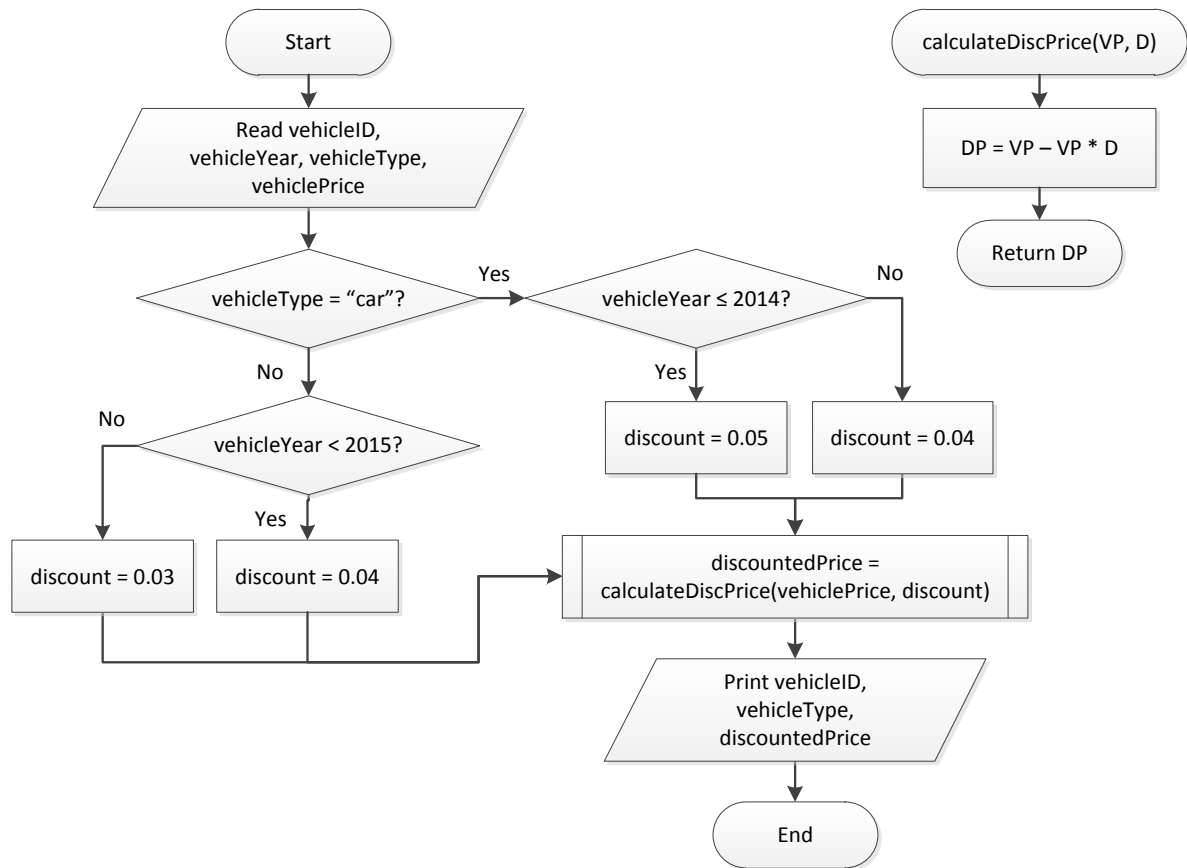 Start
Read vehicleID,
vehicleYear, vehicleType,
vehiclePrice
vehicleType = “car”?
Yes
vehicleYear ≤ 2014?
No
No
Yes
No
vehicleYear < 2015?
discount = 0.05
discount = 0.04
Yes
discount = 0.03
discount = 0.04
discountedPrice =
calculateDiscPrice(vehiclePrice, discount)
Print vehicleID,
vehicleType,
discountedPrice
End
calculateDiscPrice(VP, D)
DP = VP – VP * D
Return DP